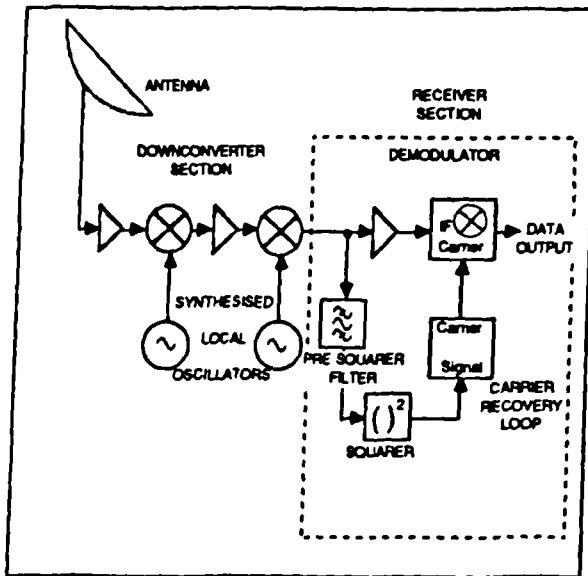 ANTENNA
RECEIVER
SECTION
DOWNCONVERTER
SECTION
DEMODULATOR
IF
Carrier
DATA
OUTPUT
SYNTHESISED
LOCAL
OSCILLATORS
PRE SQUARER
FILTER
Carrier
Signal
CARRIER
RECOVERY
LOOP
( )²
SQUARER